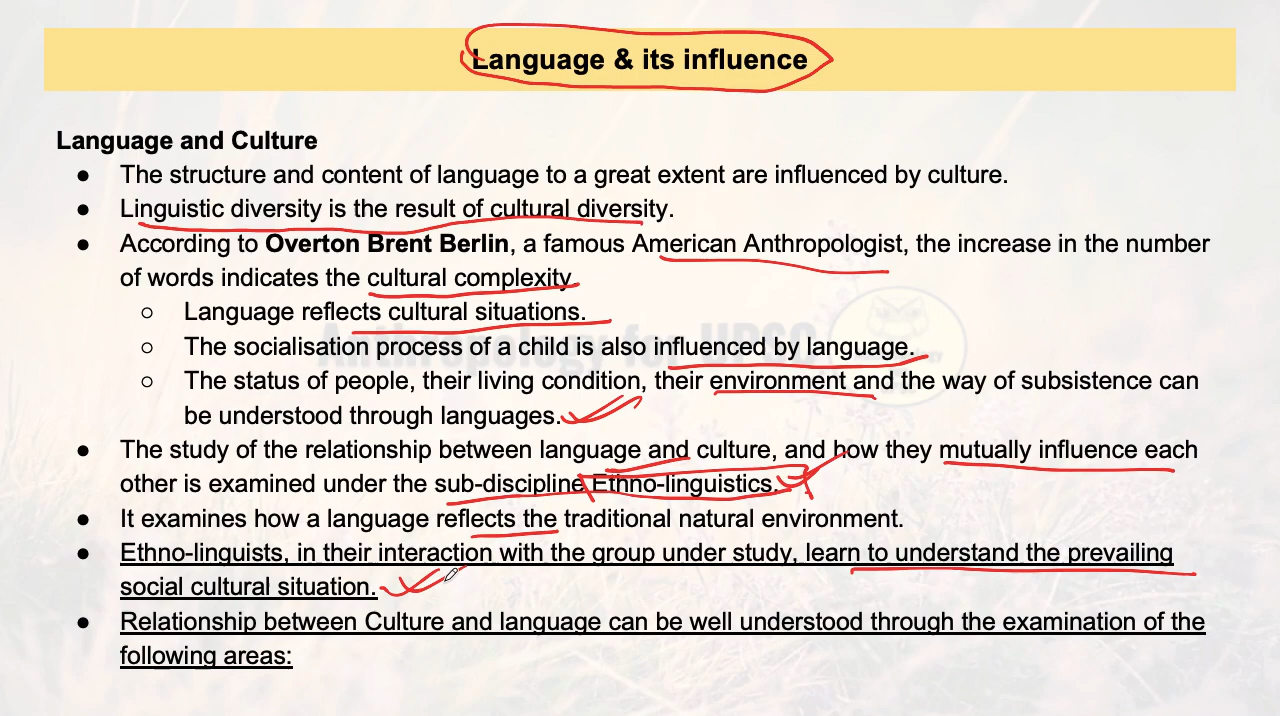 Language & its influence
Language and Culture
● The structure and content of language to a great extent are influenced by culture.
● Linguistic diversity is the result of cultural diversity.
● According to Overton Brent Berlin, a famous American Anthropologist, the increase in the number
of words indicates the cultural complexity.
○ Language reflects cultural situations.
○ The socialisation process of a child is also influenced by language.
○ The status of people, their living condition, their environment and the way of subsistence can
be understood through languages.
● The study of the relationship between language and culture, and how they mutually influence each
other is examined under the sub-discipline Ethno-linguistics.
● It examines how a language reflects the traditional natural environment.
● Ethno-linguists, in their interaction with the group under study, learn to understand the prevailing
social cultural situation.
● Relationship between Culture and language can be well understood through the examination of the
following areas:
Anthropology for UPSC